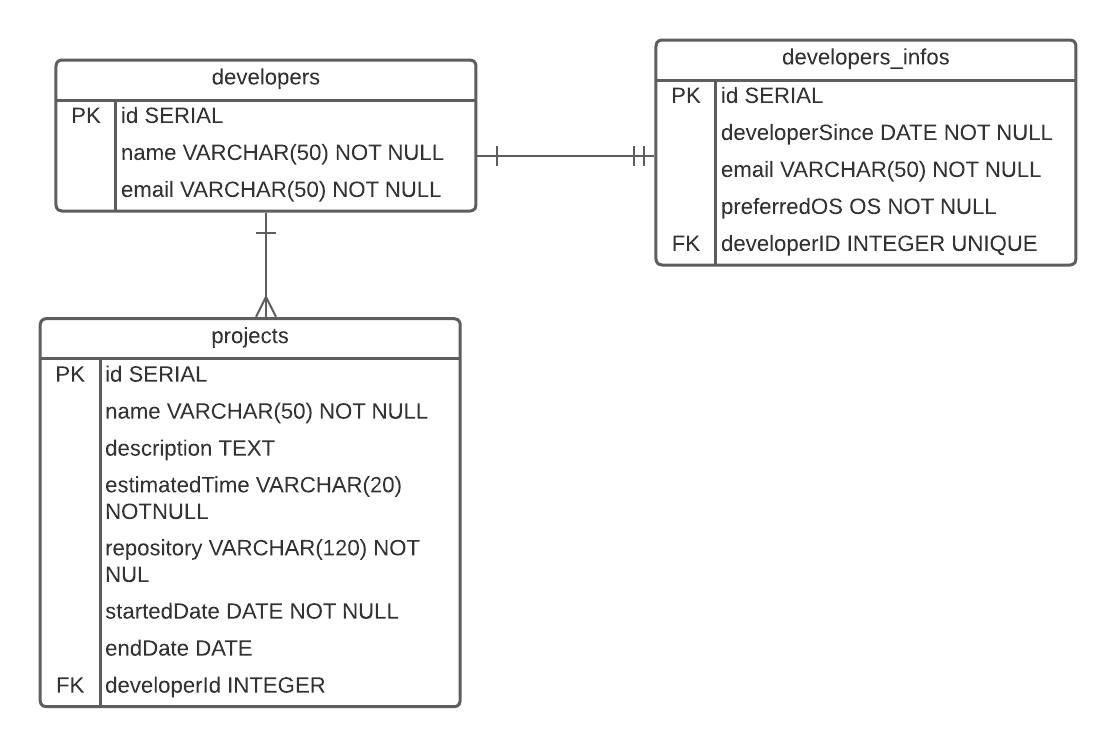 developers
PK id SERIAL
name VARCHAR(50) NOT NULL
email VARCHAR(50) NOT NULL
developers_infos
PK id SERIAL
developerSince DATE NOT NULL
email VARCHAR(50) NOT NULL
preferredOS OS NOT NULL
FK developerID INTEGER UNIQUE
projects
PK id SERIAL
name VARCHAR(50) NOT NULL
description TEXT
estimatedTime VARCHAR(20)
NOTNULL
repository VARCHAR(120) NOT
NUL
startedDate DATE NOT NULL
endDate DATE
FK developerId INTEGER